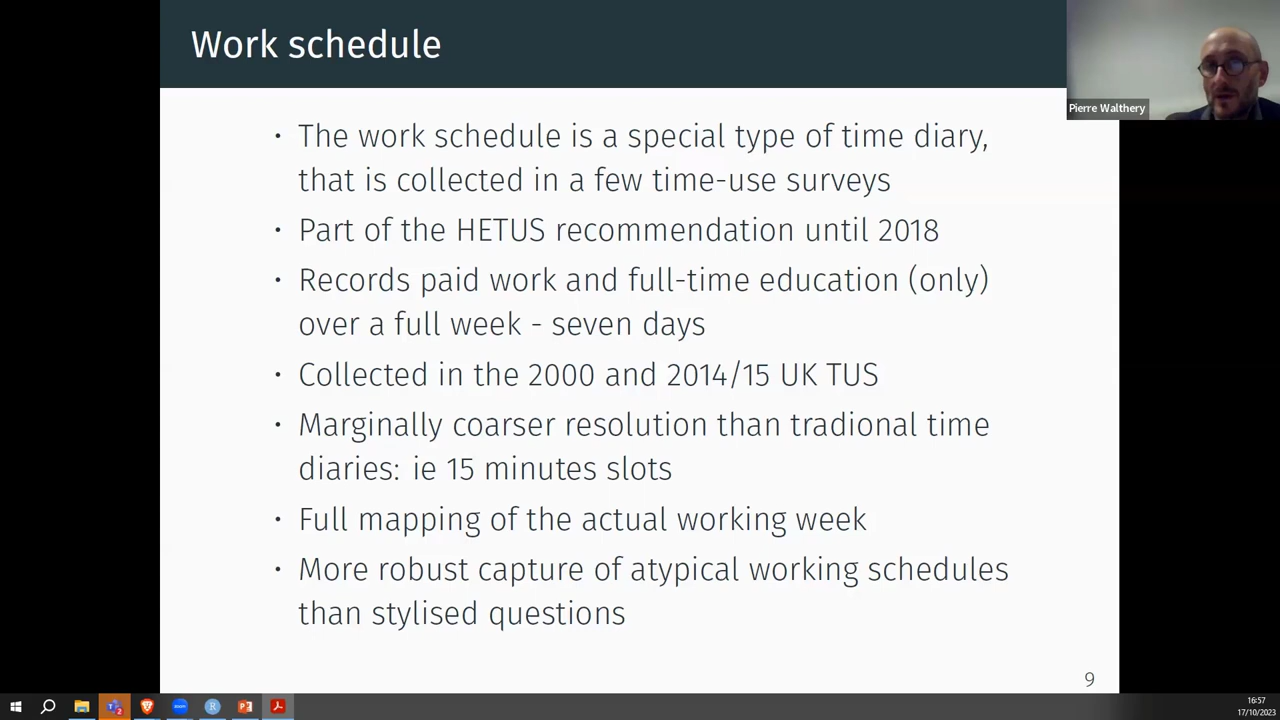 Work schedule
Pierre Walthery
• The work schedule is a special type of time diary,
that is collected in a few time-use surveys
• Part of the HETUS recommendation until 2018
• Records paid work and full-time education (only)
over a full week - seven days
• Collected in the 2000 and 2014/15 UK TUS
• Marginally coarser resolution than tradional time
diaries: ie 15 minutes slots
• Full mapping of the actual working week
• More robust capture of atypical working schedules
than stylised questions
9
16:57
17/10/2023